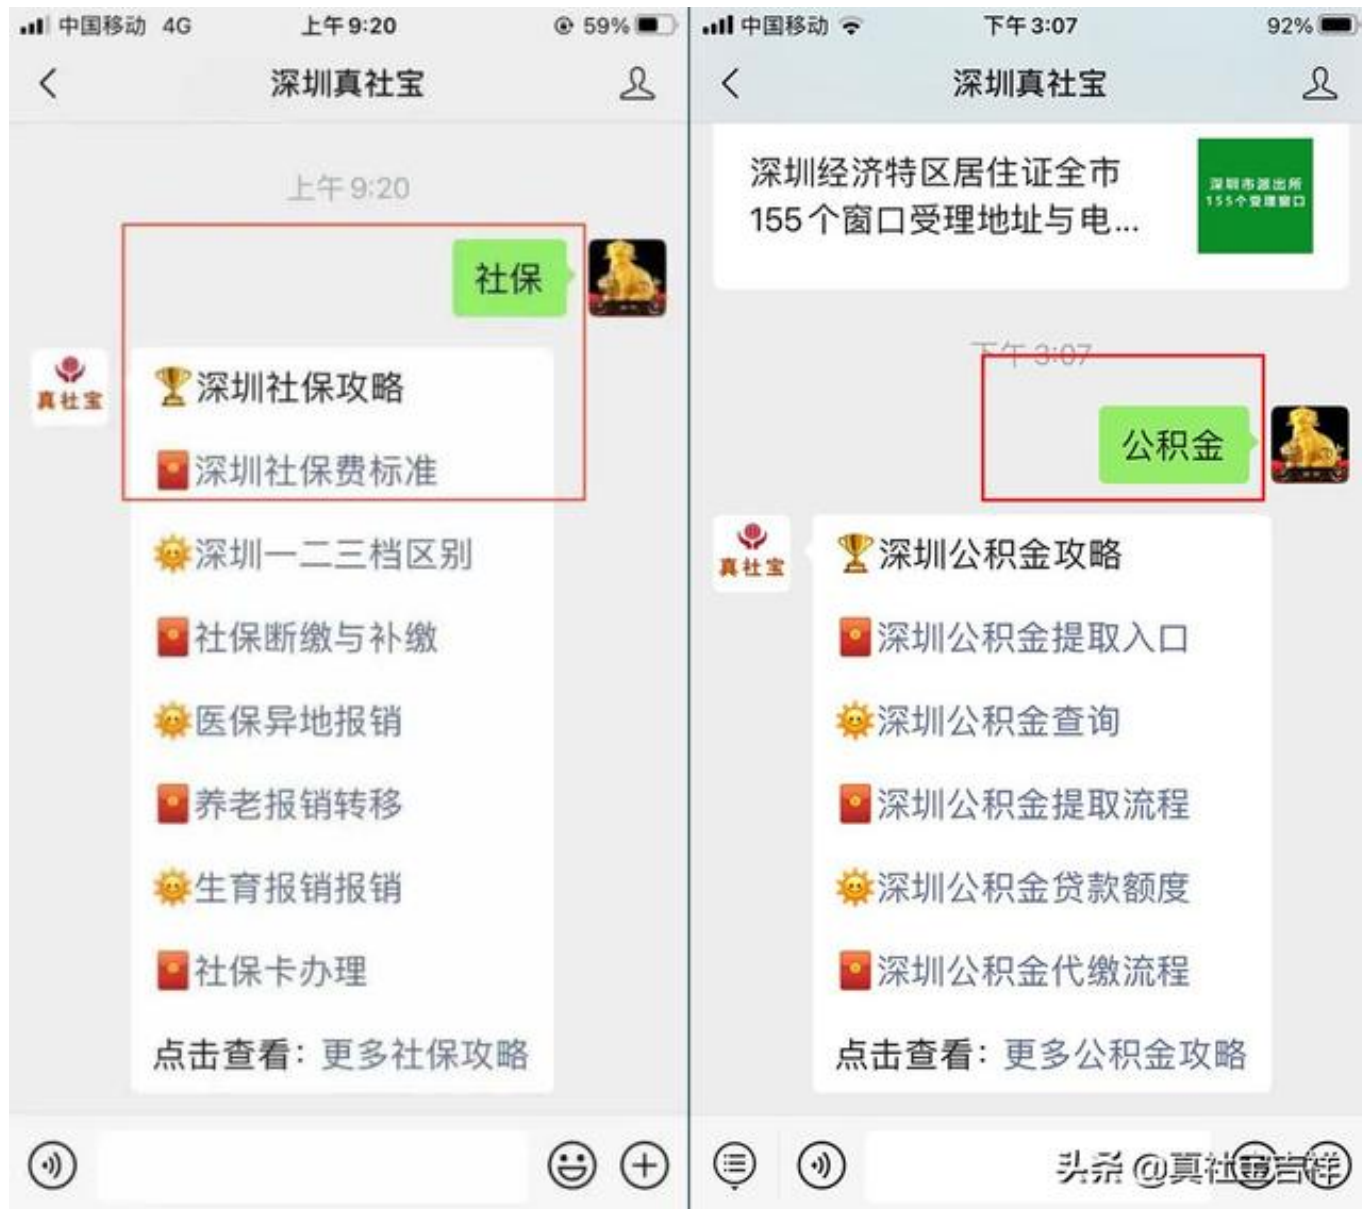 中国移动 4G 上午9:20 59%
深圳真社宝
上午 9:20
社保
真社宝
深圳社保攻略
深圳社保费标准
深圳一二三档区别
社保断缴与补缴
医保异地报销
养老报销转移
生育报销报销
社保卡办理
点击查看：更多社保攻略
中国移动 下午3:07 92%
深圳真社宝
深圳经济特区居住证全市
155个窗口受理地址与电...
深圳市派出所
155个受理窗口
下午 3:07
公积金
真社宝
深圳公积金攻略
深圳公积金提取入口
深圳公积金查询
深圳公积金提取流程
深圳公积金贷款额度
深圳公积金代缴流程
点击查看：更多公积金攻略
头条 @真社宝吉祥